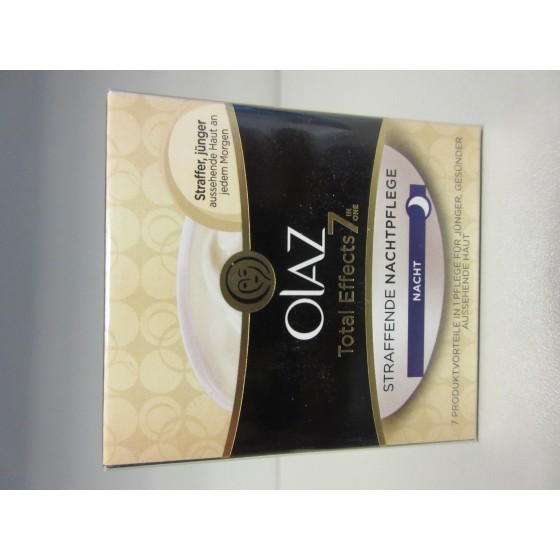 Straffer, jünger
aussehende Haut an
jedem Morgen
OLAZ
Total Effects 7 IN ONE
STRAFFENDE NACHTPFLEGE
NACHT
7 PRODUKTVORTEILE IN 1 PFLEGE FÜR JÜNGER, GESÜNDER
AUSSEHENDE HAUT